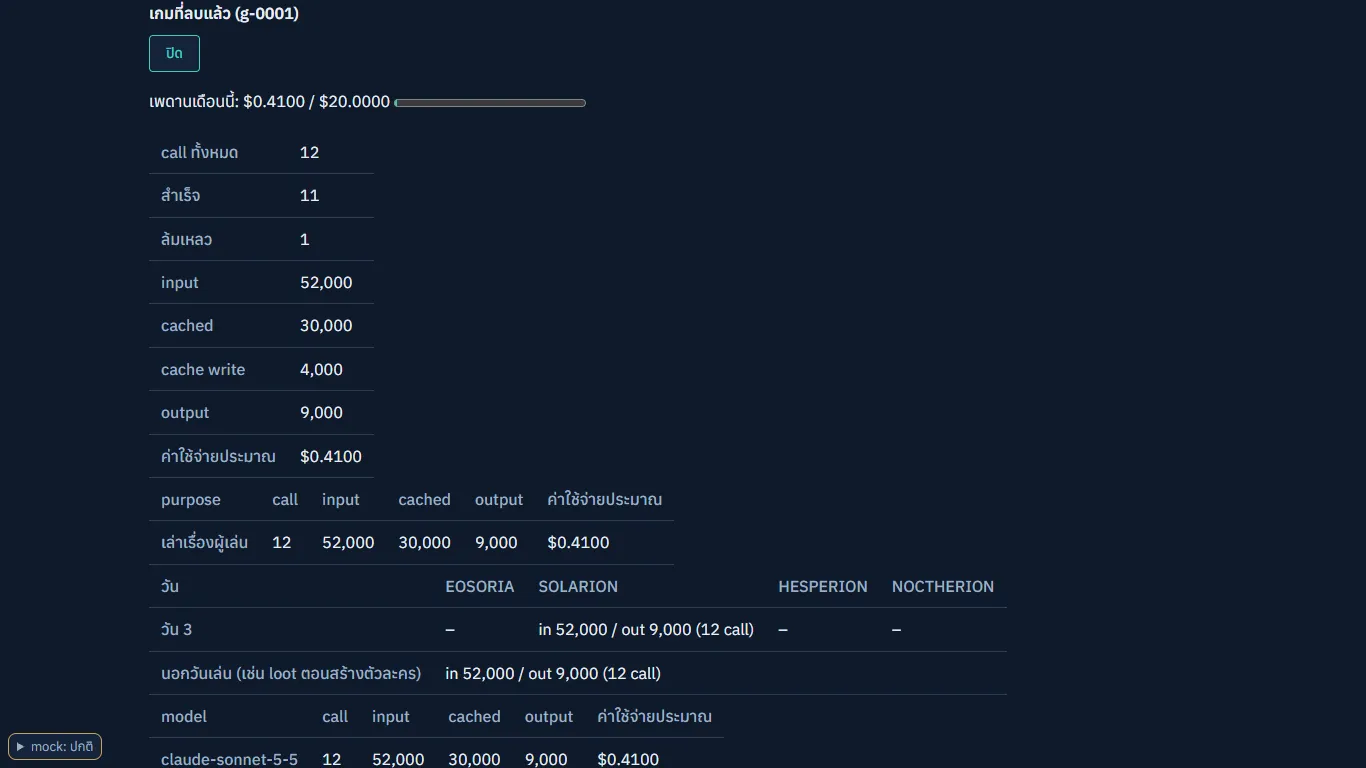 เกมที่ลบแล้ว (g-0001)
ปิด
เพดานเดือนนี้: $0.4100 / $20.0000
call ทั้งหมด 12
สำเร็จ 11
ล้มเหลว 1
input 52,000
cached 30,000
cache write 4,000
output 9,000
ค่าใช้จ่ายประมาณ $0.4100
purpose call input cached output ค่าใช้จ่ายประมาณ
เล่าเรื่องผู้เล่น 12 52,000 30,000 9,000 $0.4100
วัน EOSORIA SOLARION HESPERION NOCTHERION
วัน 3 – in 52,000 / out 9,000 (12 call) – –
นอกวันเล่น (เช่น loot ตอนสร้างตัวละคร) in 52,000 / out 9,000 (12 call)
model call input cached output ค่าใช้จ่ายประมาณ
claude-sonnet-5-5 12 52,000 30,000 9,000 $0.4100
▶ mock: ปกติ